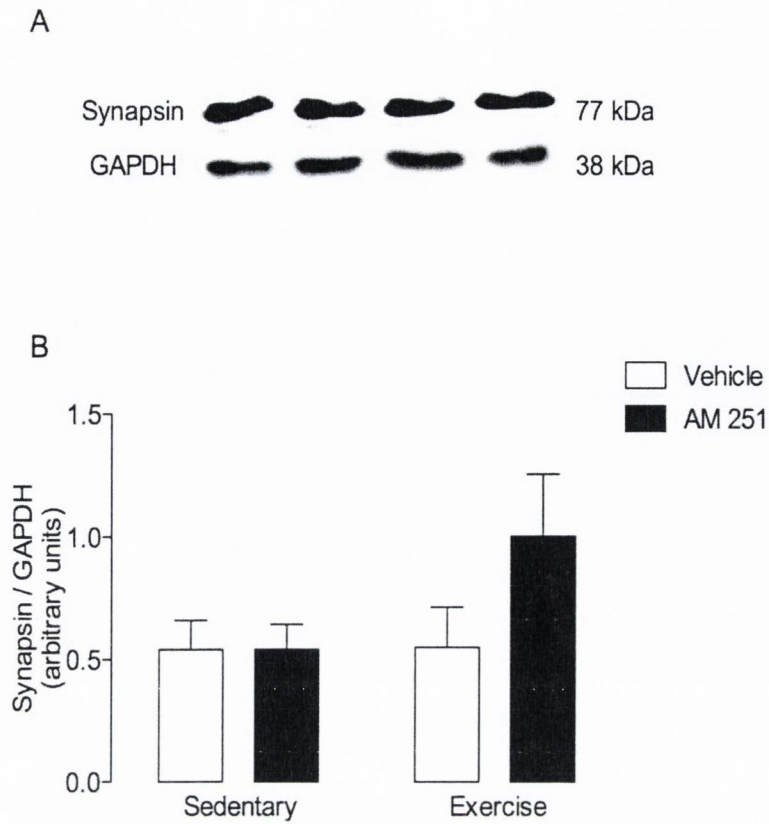 A
Synapsin
77 kDa
GAPDH
38 kDa
B
Vehicle
AM 251
Synapsin / GAPDH
(arbitrary units)
1.5
1.0
0.5
0.0
Sedentary
Exercise